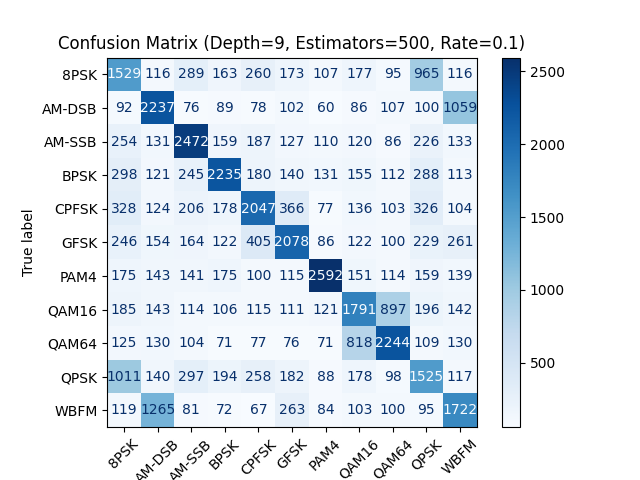 Confusion Matrix (Depth=9, Estimators=500, Rate=0.1)
8PSK 1529 116 289 163 260 173 107 177 95 965 116
AM-DSB 92 2237 76 89 78 102 60 86 107 100 1059
AM-SSB 254 131 2472 159 187 127 110 120 86 226 133
BPSK 298 121 245 2235 180 140 131 155 112 288 113
CPFSK 328 124 206 178 2047 366 77 136 103 326 104
GFSK 246 154 164 122 405 2078 86 122 100 229 261
PAM4 175 143 141 175 100 115 2592 151 114 159 139
QAM16 185 143 114 106 115 111 121 1791 897 196 142
QAM64 125 130 104 71 77 76 71 818 2244 109 130
QPSK 1011 140 297 194 258 182 88 178 98 1525 117
WBFM 119 1265 81 72 67 263 84 103 100 95 1722
8PSK AM-DSB AM-SSB BPSK CPFSK GFSK PAM4 QAM16 QAM64 QPSK WBFM
True label
2500
2000
1500
1000
500